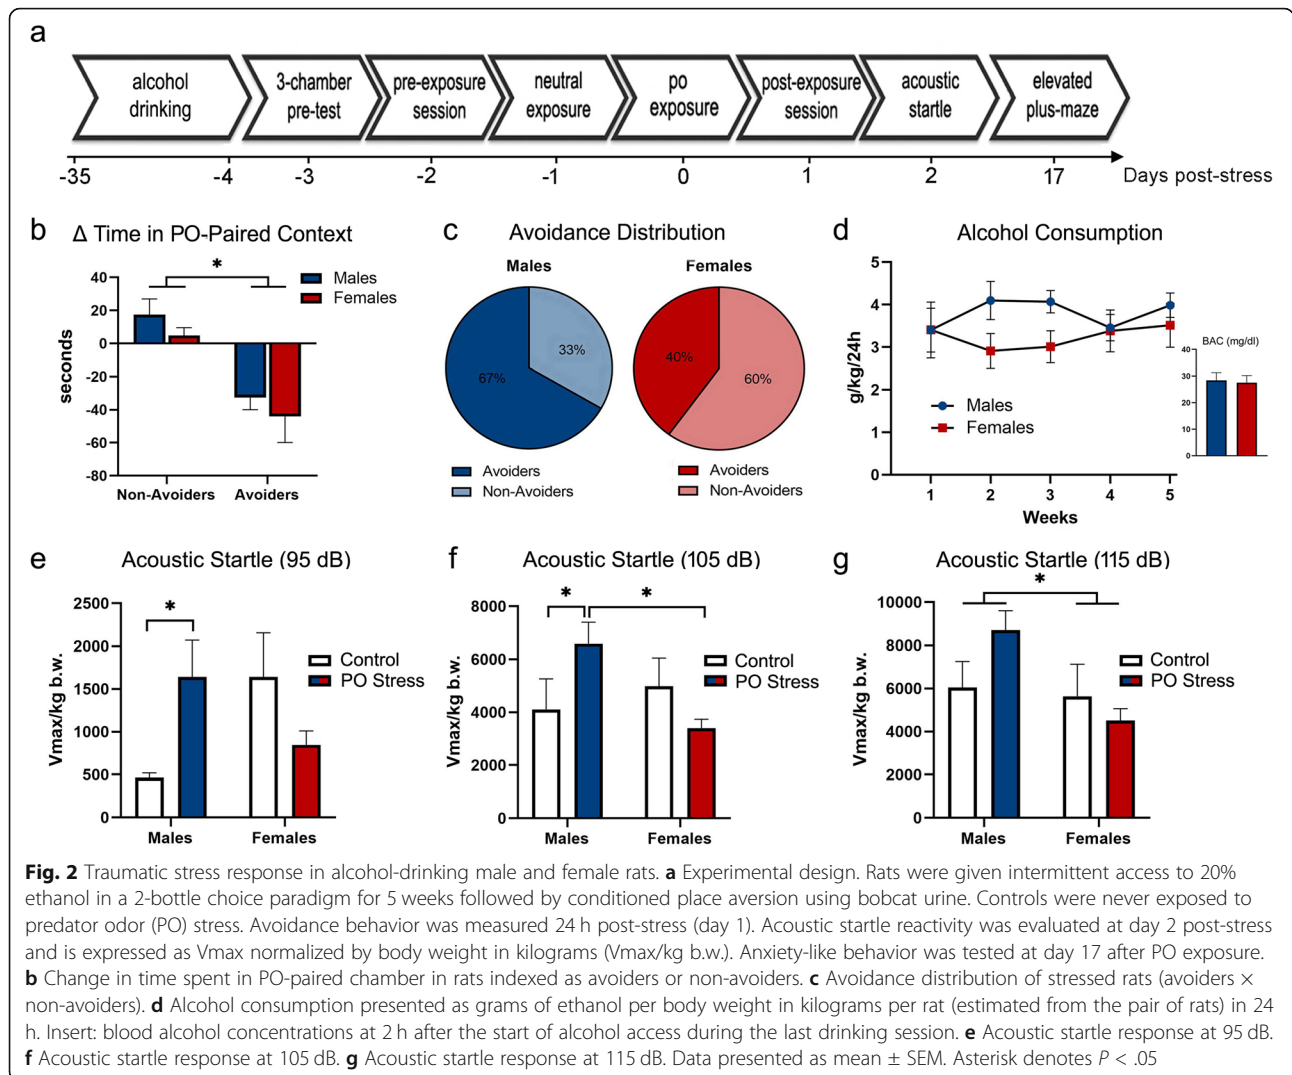 a
alcohol drinking
3-chamber pre-test
pre-exposure session
neutral exposure
po exposure
post-exposure session
acoustic startle
elevated plus-maze
-35 -4 -3 -2 -1 0 1 2 17 Days post-stress
b Δ Time in PO-Paired Context
Males
Females
seconds
40
20
0
-20
-40
-60
-80
*
Non-Avoiders Avoiders
c Avoidance Distribution
Males Females
33%
67%
40%
60%
Avoiders
Non-Avoiders
Avoiders
Non-Avoiders
d Alcohol Consumption
g/kg/24h
5
4
3
2
1
0
Males
Females
1 2 3 4 5
Weeks
BAC (mg/dl)
40
30
20
10
0
e Acoustic Startle (95 dB)
Vmax/kg b.w.
2500
2000
1500
1000
500
0
*
Control
PO Stress
Males Females
f Acoustic Startle (105 dB)
Vmax/kg b.w.
8000
6000
4000
2000
0
* *
Control
PO Stress
Males Females
g Acoustic Startle (115 dB)
Vmax/kg b.w.
10000
8000
6000
4000
2000
0
*
Control
PO Stress
Males Females
Fig. 2 Traumatic stress response in alcohol-drinking male and female rats. a Experimental design. Rats were given intermittent access to 20%
ethanol in a 2-bottle choice paradigm for 5 weeks followed by conditioned place aversion using bobcat urine. Controls were never exposed to
predator odor (PO) stress. Avoidance behavior was measured 24 h post-stress (day 1). Acoustic startle reactivity was evaluated at day 2 post-stress
and is expressed as Vmax normalized by body weight in kilograms (Vmax/kg b.w.). Anxiety-like behavior was tested at day 17 after PO exposure.
b Change in time spent in PO-paired chamber in rats indexed as avoiders or non-avoiders. c Avoidance distribution of stressed rats (avoiders ×
non-avoiders). d Alcohol consumption presented as grams of ethanol per body weight in kilograms per rat (estimated from the pair of rats) in 24
h. Insert: blood alcohol concentrations at 2 h after the start of alcohol access during the last drinking session. e Acoustic startle response at 95 dB.
f Acoustic startle response at 105 dB. g Acoustic startle response at 115 dB. Data presented as mean ± SEM. Asterisk denotes P < .05